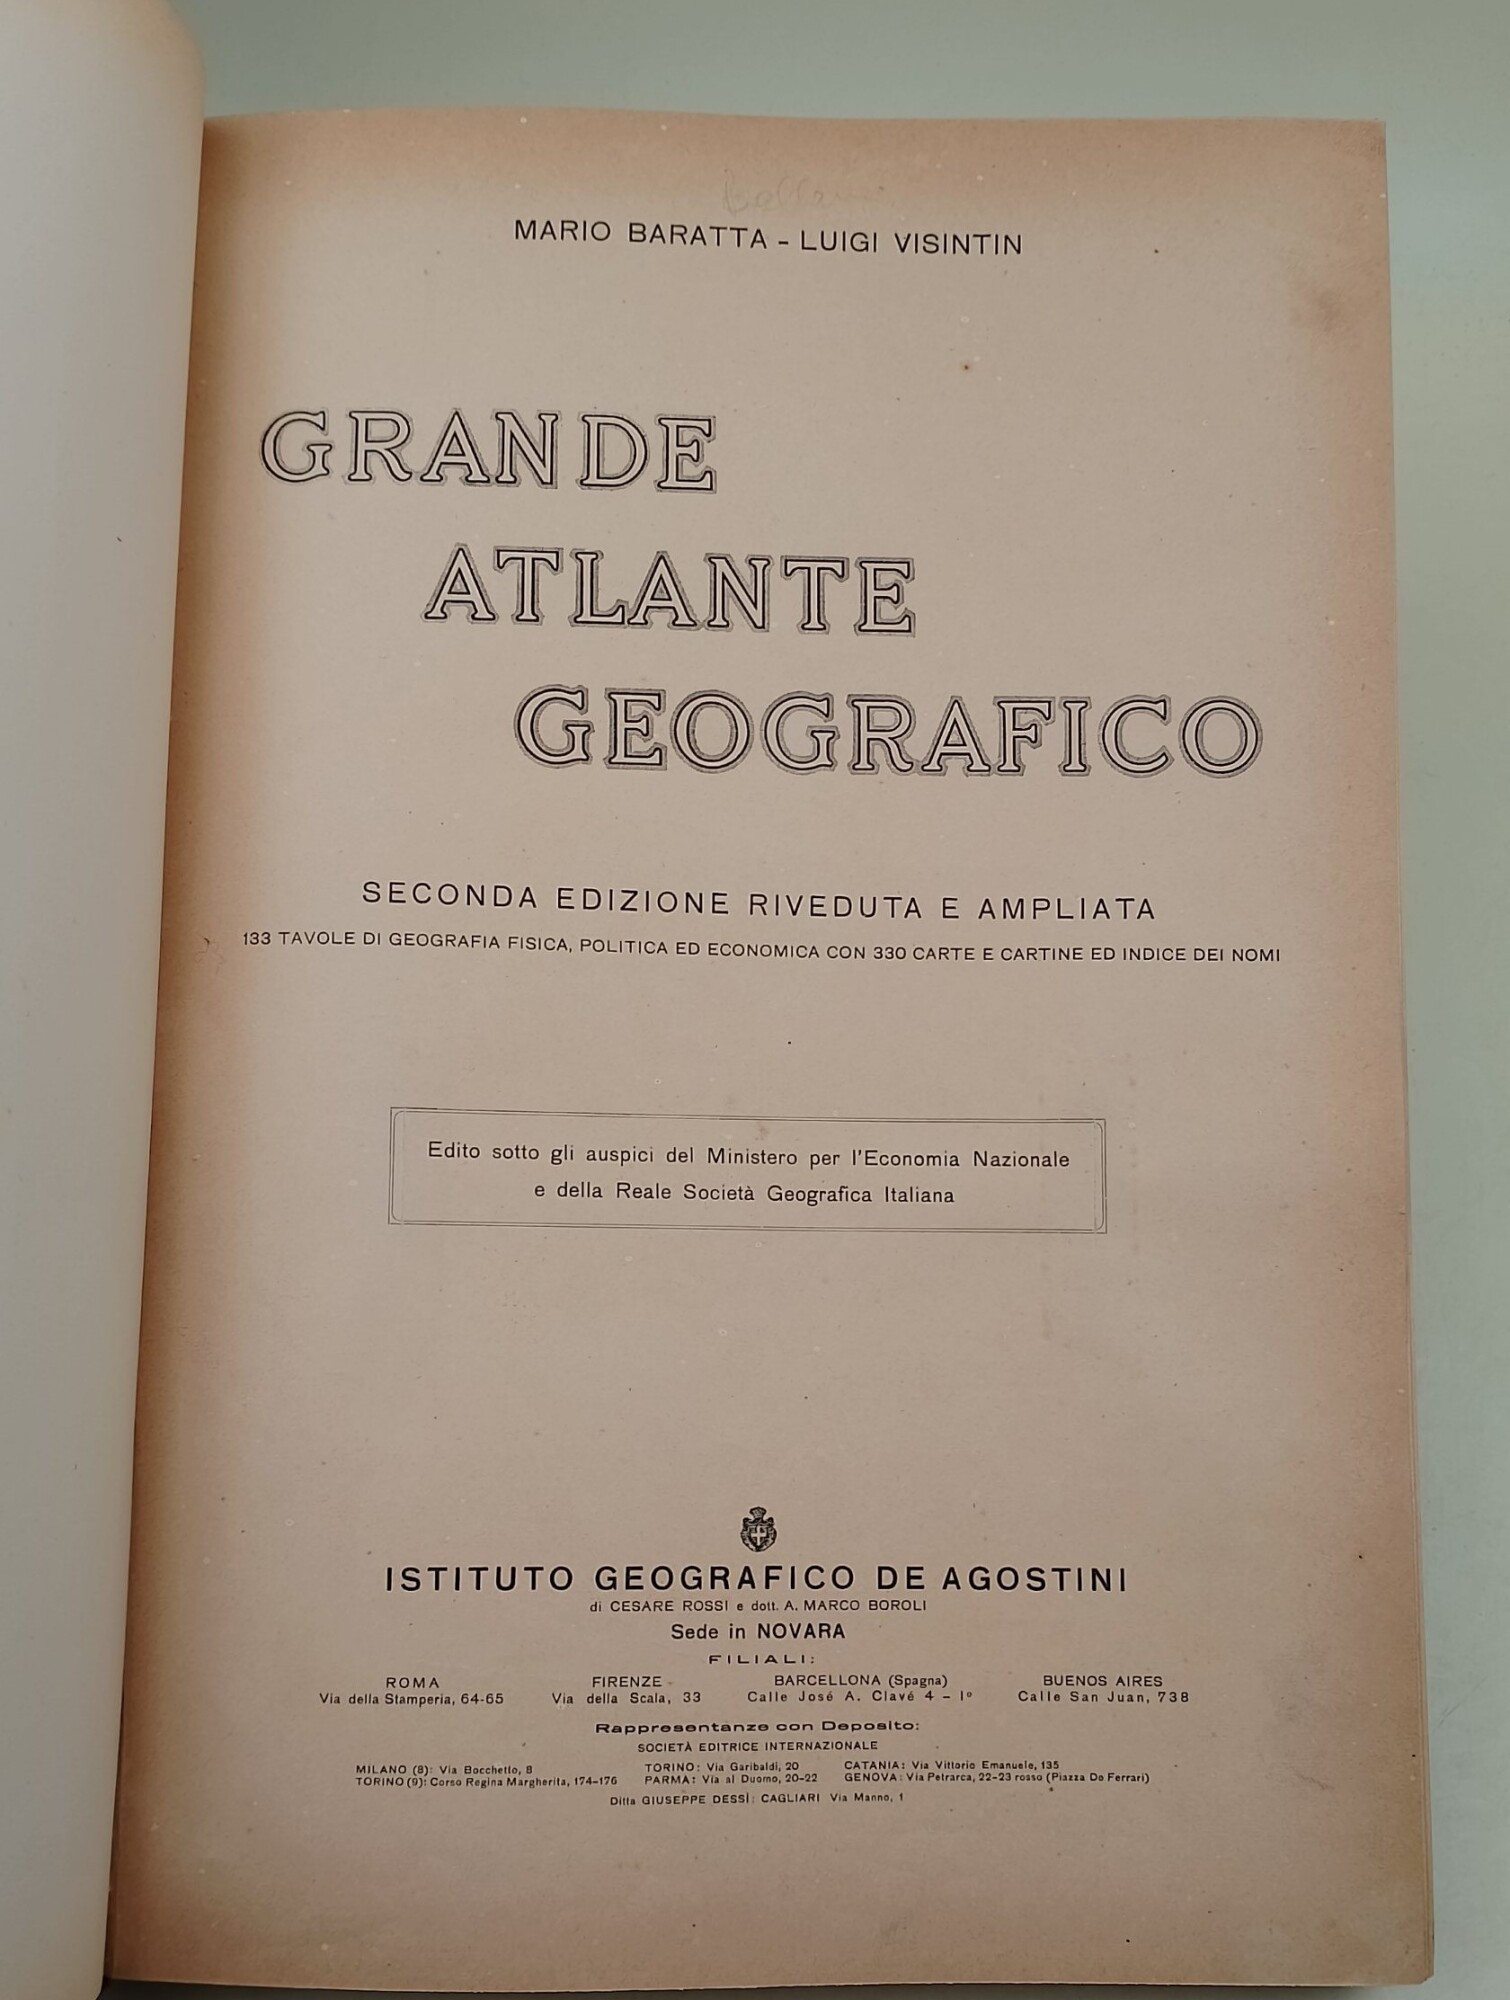 MARIO BARATTA - LUIGI VISINTIN
GRANDE
ATLANTE
GEOGRAFICO
SECONDA EDIZIONE RIVEDUTA E AMPLIATA
133 TAVOLE DI GEOGRAFIA FISICA, POLITICA ED ECONOMICA CON 330 CARTE E CARTINE ED INDICE DEI NOMI
Edito sotto gli auspici del Ministero per l'Economia Nazionale
e della Reale Società Geografica Italiana
ISTITUTO GEOGRAFICO DE AGOSTINI
di CESARE ROSSI e dott. A. MARCO BOROLI
Sede in NOVARA
FILIALI:
ROMA FIRENZE BARCELLONA (Spagna) BUENOS AIRES
Via della Stamperia, 64-65 Via della Scala, 33 Calle José A. Clavé 4 - Iº Calle San Juan, 738
Rappresentanze con Deposito:
SOCIETÀ EDITRICE INTERNAZIONALE
MILANO (8): Via Bocchetto, 8 TORINO: Via Garibaldi, 20 CATANIA: Via Vittorio Emanuele, 135
TORINO (9): Corso Regina Margherita, 174-176 PARMA: Via al Duomo, 20-22 GENOVA: Via Petrarca, 22-23 rosso (Piazza De Ferrari)
Ditta GIUSEPPE DESSÌ: CAGLIARI Via Manno, 1